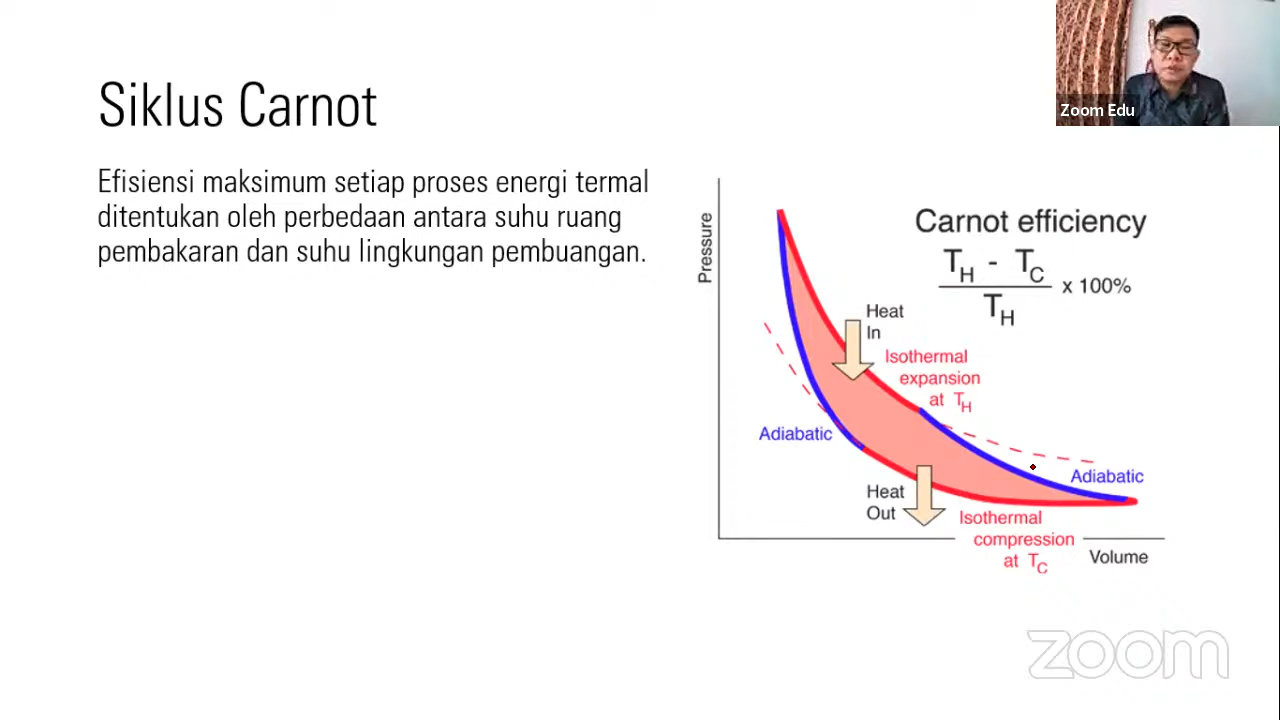 Siklus Carnot
Efisiensi maksimum setiap proses energi termal
ditentukan oleh perbedaan antara suhu ruang
pembakaran dan suhu lingkungan pembuangan.
Zoom Edu
Pressure
Carnot efficiency
T_H - T_C
x 100%
T_H
Heat
In
Isothermal
expansion
at T_H
Adiabatic
Adiabatic
Heat
Out
Isothermal
compression
at T_C
Volume
zoom